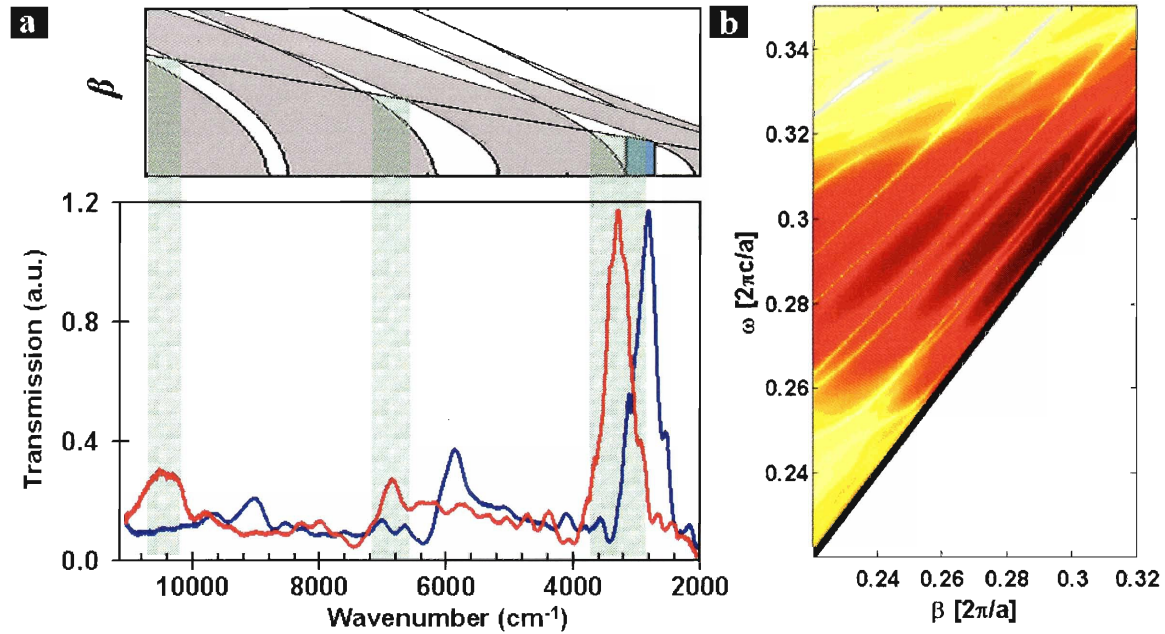 a
β
1.2
0.8
0.4
0.0
Transmission (a.u.)
10000 8000 6000 4000 2000
Wavenumber (cm⁻¹)
b
0.34
0.32
0.3
0.28
0.26
0.24
ω [2πc/a]
0.24 0.26 0.28 0.3 0.32
β [2π/a]